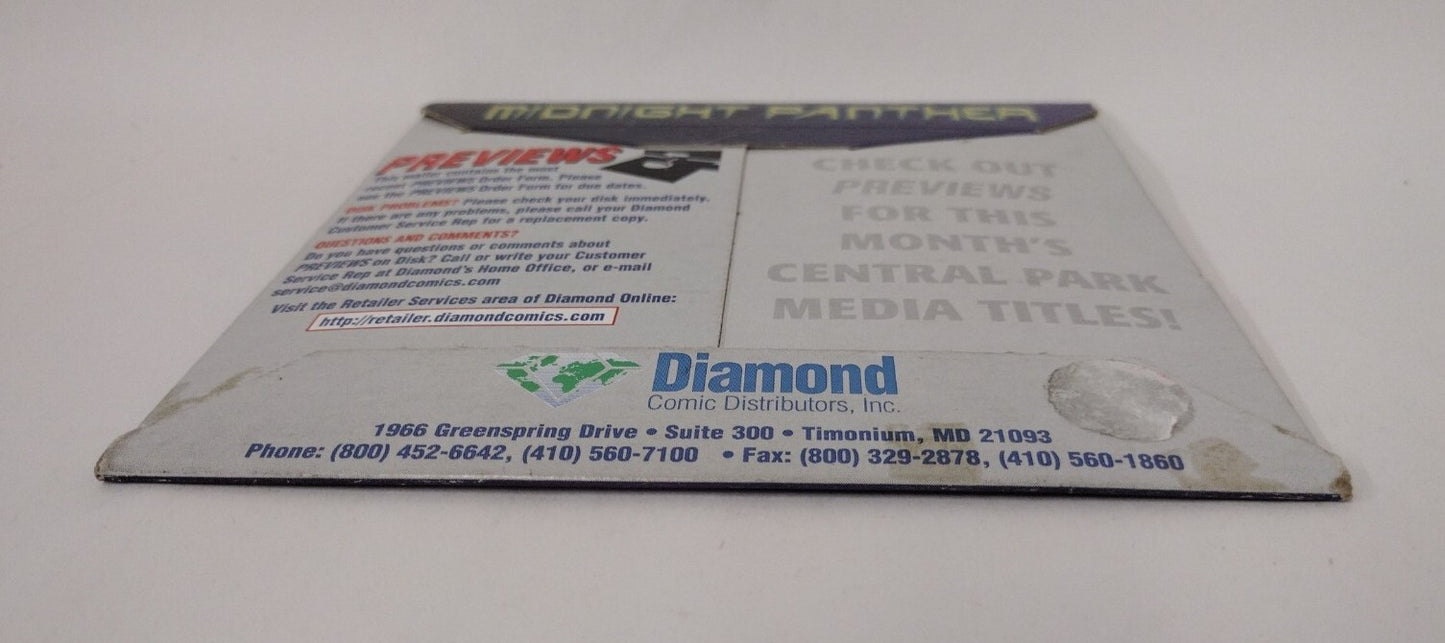 MIDNIGHT PANTHER
PREVIEWS
This mailer contains the most
recent PREVIEWS Order Form. Please
see the PREVIEWS Order Form for due dates.
DISK PROBLEMS? Please check your disk immediately.
If there are any problems, please call your Diamond
Customer Service Rep for a replacement copy.
QUESTIONS AND COMMENTS?
Do you have questions or comments about
PREVIEWS on Disk? Call or write your Customer
Service Rep at Diamond's Home Office, or e-mail
service@diamondcomics.com
Visit the Retailer Services area of Diamond Online:
http://retailer.diamondcomics.com
CHECK OUT
PREVIEWS
FOR THIS
MONTH'S
CENTRAL PARK
MEDIA TITLES!
Diamond
Comic Distributors, Inc.
1966 Greenspring Drive • Suite 300 • Timonium, MD 21093
Phone: (800) 452-6642, (410) 560-7100 • Fax: (800) 329-2878, (410) 560-1860